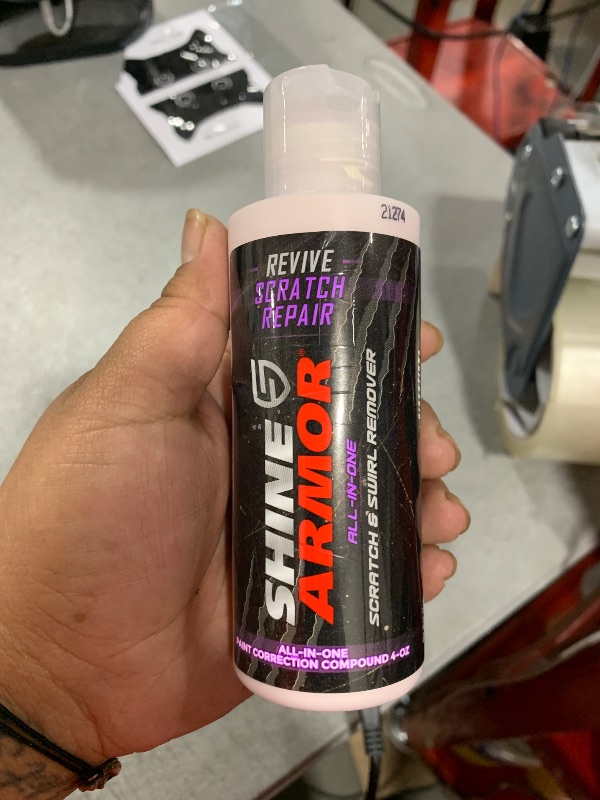 21274
REVIVE
SCRATCH
REPAIR
SHINE
ARMOR®
ALL-IN-ONE
SCRATCH & SWIRL REMOVER
ALL-IN-ONE
PAINT CORRECTION COMPOUND 4-OZ